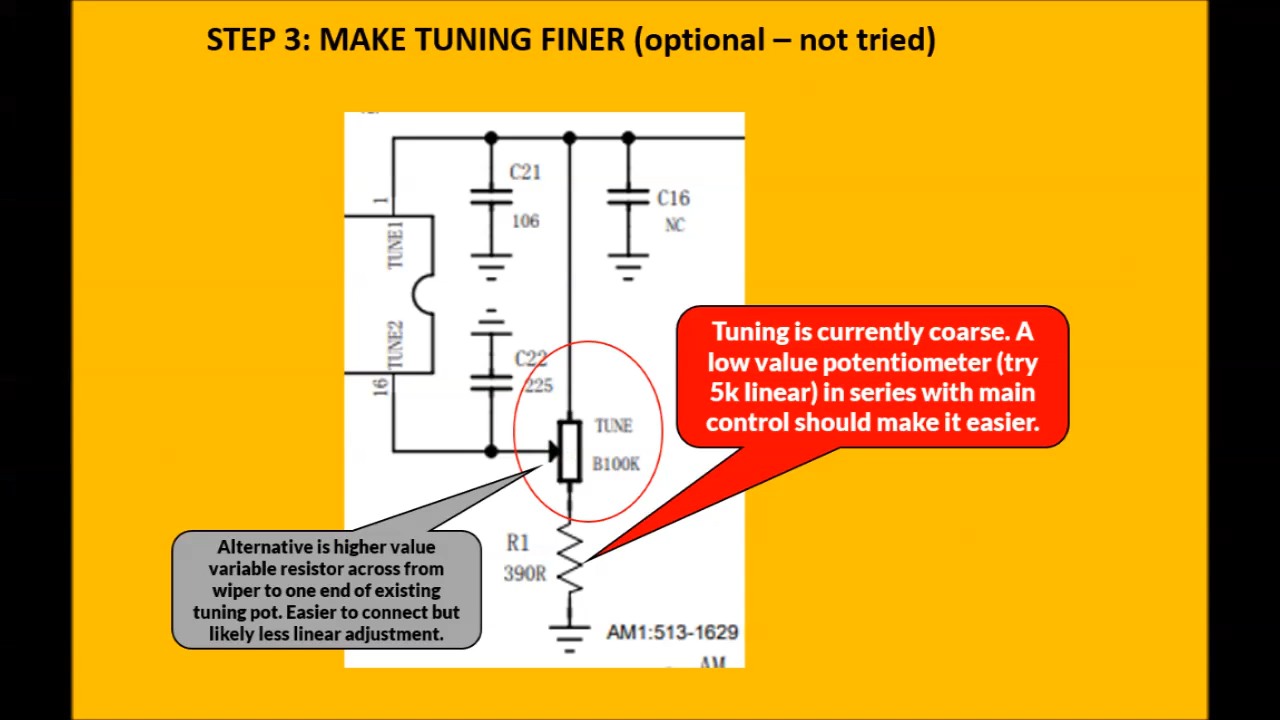 STEP 3: MAKE TUNING FINER (optional – not tried)
C21
106
C16
NC
1
TUNE1
TUNE2
16
C22
225
TUNE
B100K
R1
390R
AM1:513-1629
AM
Tuning is currently coarse. A
low value potentiometer (try
5k linear) in series with main
control should make it easier.
Alternative is higher value
variable resistor across from
wiper to one end of existing
tuning pot. Easier to connect but
likely less linear adjustment.